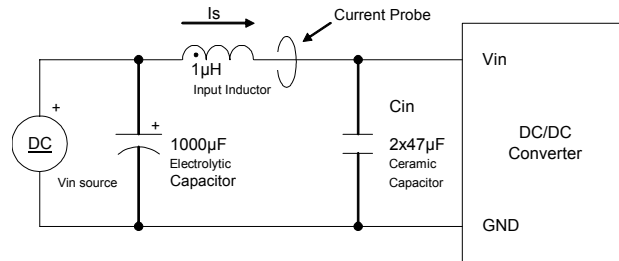 Is
Current Probe
1µH
Input Inductor
Vin
+
DC
Vin source
+
1000µF
Electrolytic
Capacitor
Cin
2x47µF
Ceramic
Capacitor
DC/DC
Converter
GND